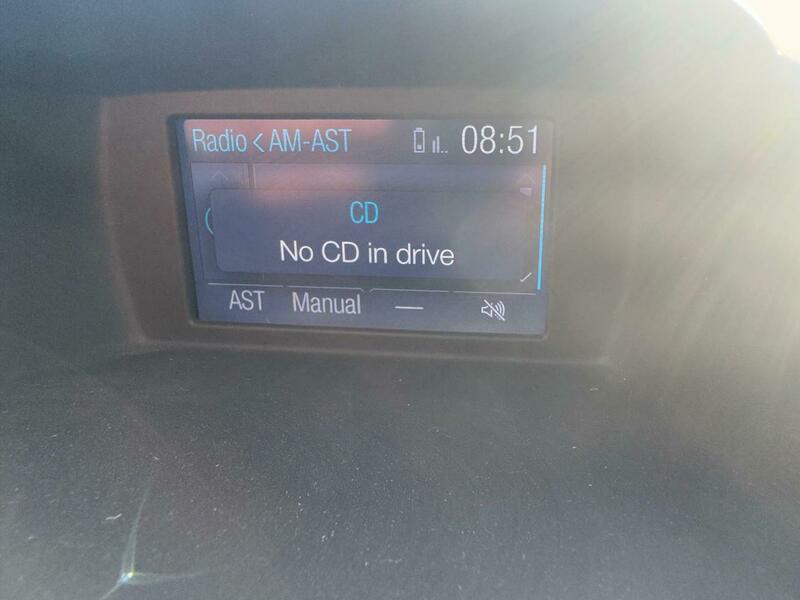 Radio < AM-AST 08:51
CD
No CD in drive
AST Manual —